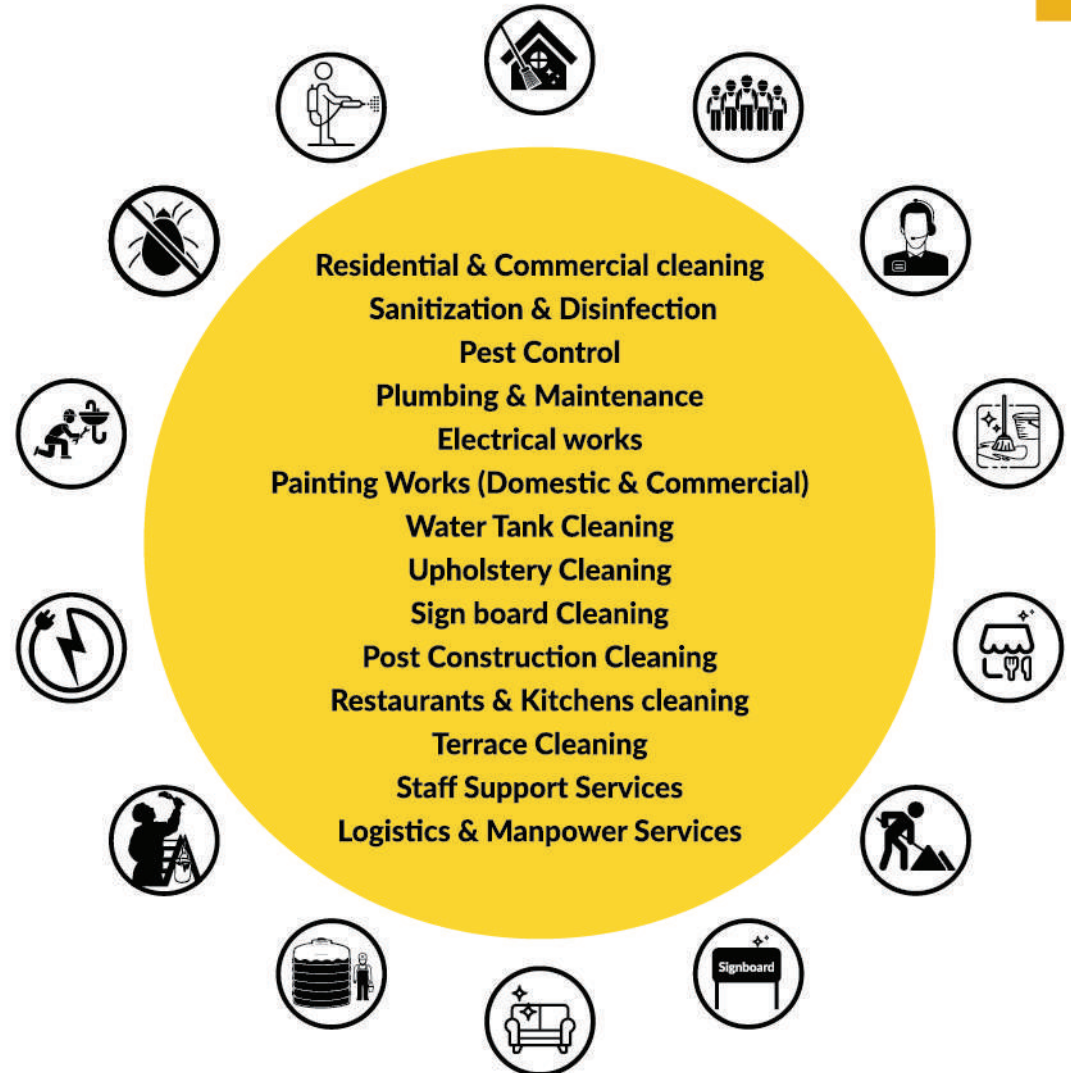 Residential & Commercial cleaning
Sanitization & Disinfection
Pest Control
Plumbing & Maintenance
Electrical works
Painting Works (Domestic & Commercial)
Water Tank Cleaning
Upholstery Cleaning
Sign board Cleaning
Post Construction Cleaning
Restaurants & Kitchens cleaning
Terrace Cleaning
Staff Support Services
Logistics & Manpower Services
Signboard